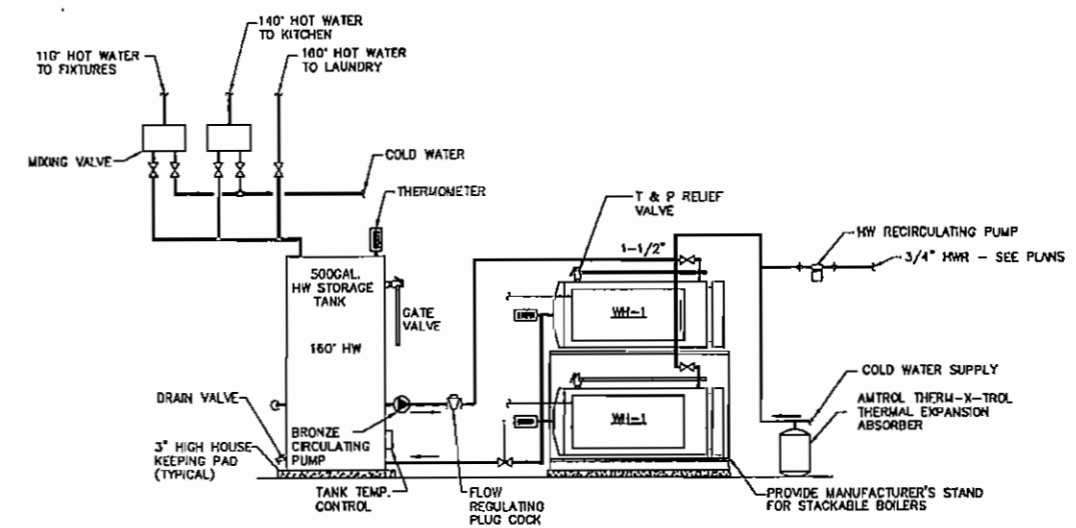 140° HOT WATER
TO KITCHEN
110° HOT WATER
TO FIXTURES
160° HOT WATER
TO LAUNDRY
MIXING VALVE
COLD WATER
THERMOMETER
T & P RELIEF
VALVE
HW RECIRCULATING PUMP
1-1/2"
3/4" HWR - SEE PLANS
500GAL.
HW STORAGE
TANK
GATE
VALVE
WH-1
160° HW
COLD WATER SUPPLY
DRAIN VALVE
AMTROL THERM-X-TROL
THERMAL EXPANSION
ABSORBER
WH-1
BRONZE
CIRCULATING
PUMP
3" HIGH HOUSE
KEEPING PAD
(TYPICAL)
TANK TEMP.
CONTROL
FLOW
REGULATING
PLUG COCK
PROVIDE MANUFACTURER'S STAND
FOR STACKABLE BOILERS